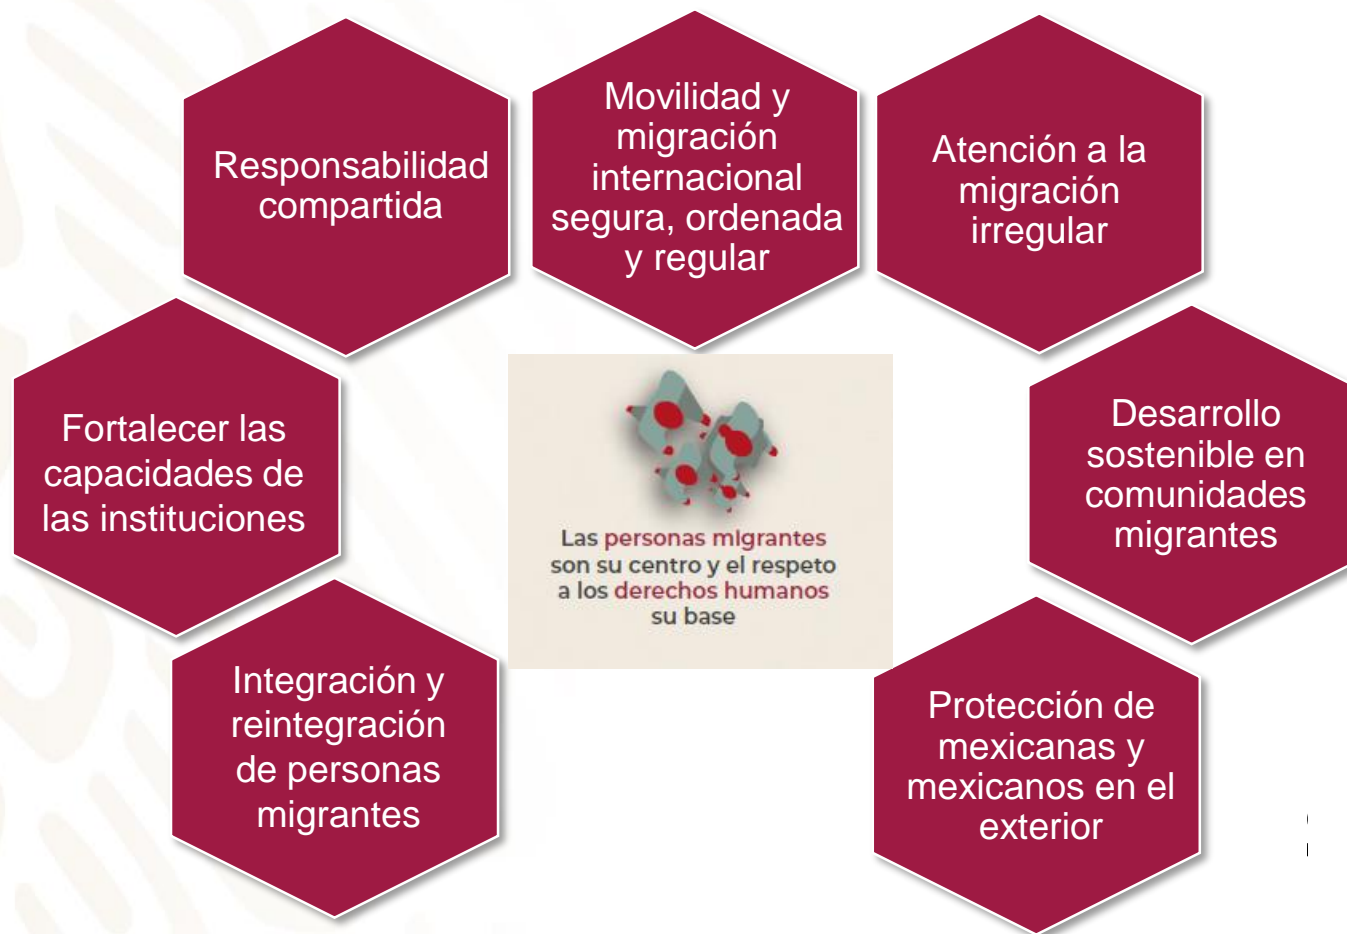 Responsabilidad
compartida
Movilidad y
migración
internacional
segura, ordenada
y regular
Atención a la
migración
irregular
Fortalecer las
capacidades de
las instituciones
Las personas migrantes
son su centro y el respeto
a los derechos humanos
su base
Desarrollo
sostenible en
comunidades
migrantes
Integración y
reintegración
de personas
migrantes
Protección de
mexicanas y
mexicanos en el
exterior